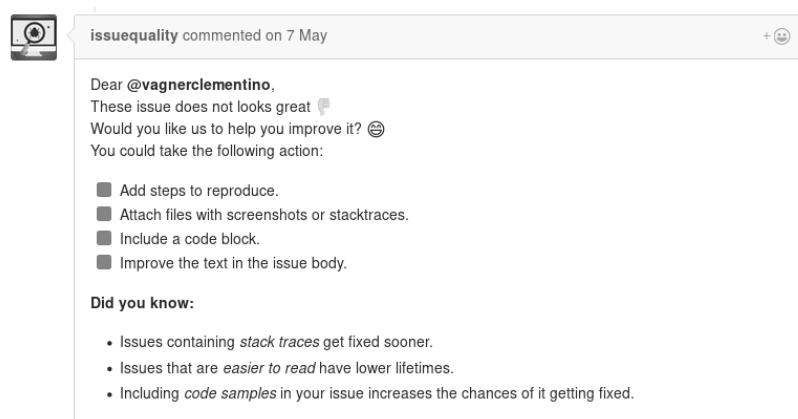 issuequality commented on 7 May
Dear @vagnerclementino,
These issue does not looks great 👎
Would you like us to help you improve it? 😄
You could take the following action:
Add steps to reproduce.
Attach files with screenshots or stacktraces.
Include a code block.
Improve the text in the issue body.
Did you know:
• Issues containing stack traces get fixed sooner.
• Issues that are easier to read have lower lifetimes.
• Including code samples in your issue increases the chances of it getting fixed.